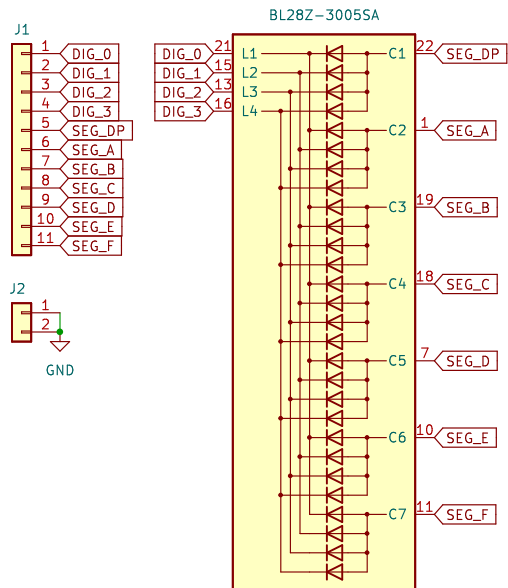 BL28Z-3005SA
J1
1 DIG_0
2 DIG_1
3 DIG_2
4 DIG_3
5 SEG_DP
6 SEG_A
7 SEG_B
8 SEG_C
9 SEG_D
10 SEG_E
11 SEG_F
J2
1
2
GND
DIG_0 21 L1
DIG_1 15 L2
DIG_2 13 L3
DIG_3 16 L4
C1 22 SEG_DP
C2 1 SEG_A
C3 19 SEG_B
C4 18 SEG_C
C5 7 SEG_D
C6 10 SEG_E
C7 11 SEG_F